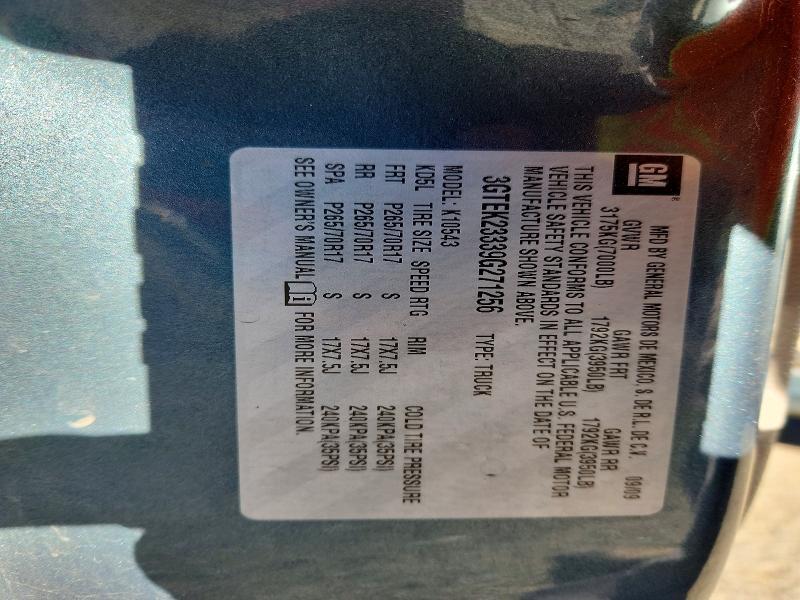 GM®
MFD BY GENERAL MOTORS DE MEXICO, S. DE R.L. DE C.V. 09/09
GVWR GAWR FRT GAWR RR
3175KG(7000LB) 1792KG(3950LB) 1792KG(3950LB)
THIS VEHICLE CONFORMS TO ALL APPLICABLE U.S. FEDERAL MOTOR
VEHICLE SAFETY STANDARDS IN EFFECT ON THE DATE OF
MANUFACTURE SHOWN ABOVE.
3GTEK23339G271256 TYPE: TRUCK
MODEL: K10543
KD5L TIRE SIZE SPEED RTG RIM COLD TIRE PRESSURE
FRT P265/70R17 S 17X7.5J 240KPA(35PSI)
RR P265/70R17 S 17X7.5J 240KPA(35PSI)
SPA P265/70R17 S 17X7.5J 240KPA(35PSI)
SEE OWNER'S MANUAL FOR MORE INFORMATION.